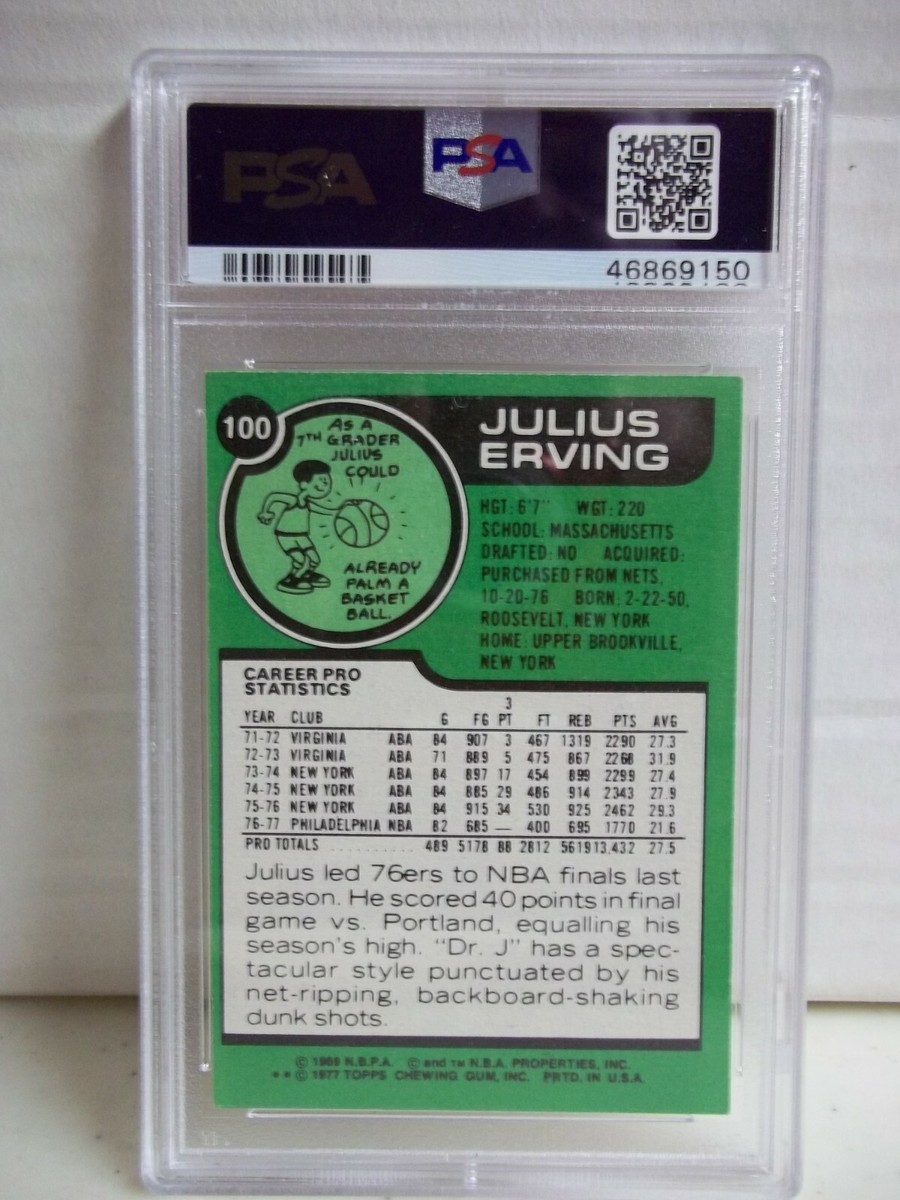 PSA
PSA
46869150
100
AS A
7TH GRADER
JULIUS
COULD
ALREADY
PALM A
BASKET
BALL.
JULIUS
ERVING
HGT: 6'7" WGT: 220
SCHOOL: MASSACHUSETTS
DRAFTED: NO ACQUIRED:
PURCHASED FROM NETS,
10-20-76 BORN: 2-22-50,
ROOSEVELT, NEW YORK
HOME: UPPER BROOKVILLE,
NEW YORK
CAREER PRO
STATISTICS
YEAR CLUB G FG 3 PT FT REB PTS AVG
71-72 VIRGINIA ABA 84 907 3 467 1319 2290 27.3
72-73 VIRGINIA ABA 71 889 5 475 867 2268 31.9
73-74 NEW YORK ABA 84 897 17 454 899 2299 27.4
74-75 NEW YORK ABA 84 885 29 486 914 2343 27.9
75-76 NEW YORK ABA 84 915 34 530 925 2462 29.3
76-77 PHILADELPHIA NBA 82 685 — 400 695 1770 21.6
PRO TOTALS ........... 489 5178 88 2812 5619 13,432 27.5
Julius led 76ers to NBA finals last
season. He scored 40 points in final
game vs. Portland, equalling his
season's high. "Dr. J" has a spec-
tacular style punctuated by his
net-ripping, backboard-shaking
dunk shots.
© 1969 N.B.P.A. © and TM N.B.A. PROPERTIES, INC.
** © 1977 TOPPS CHEWING GUM, INC. PRTD. IN U.S.A.